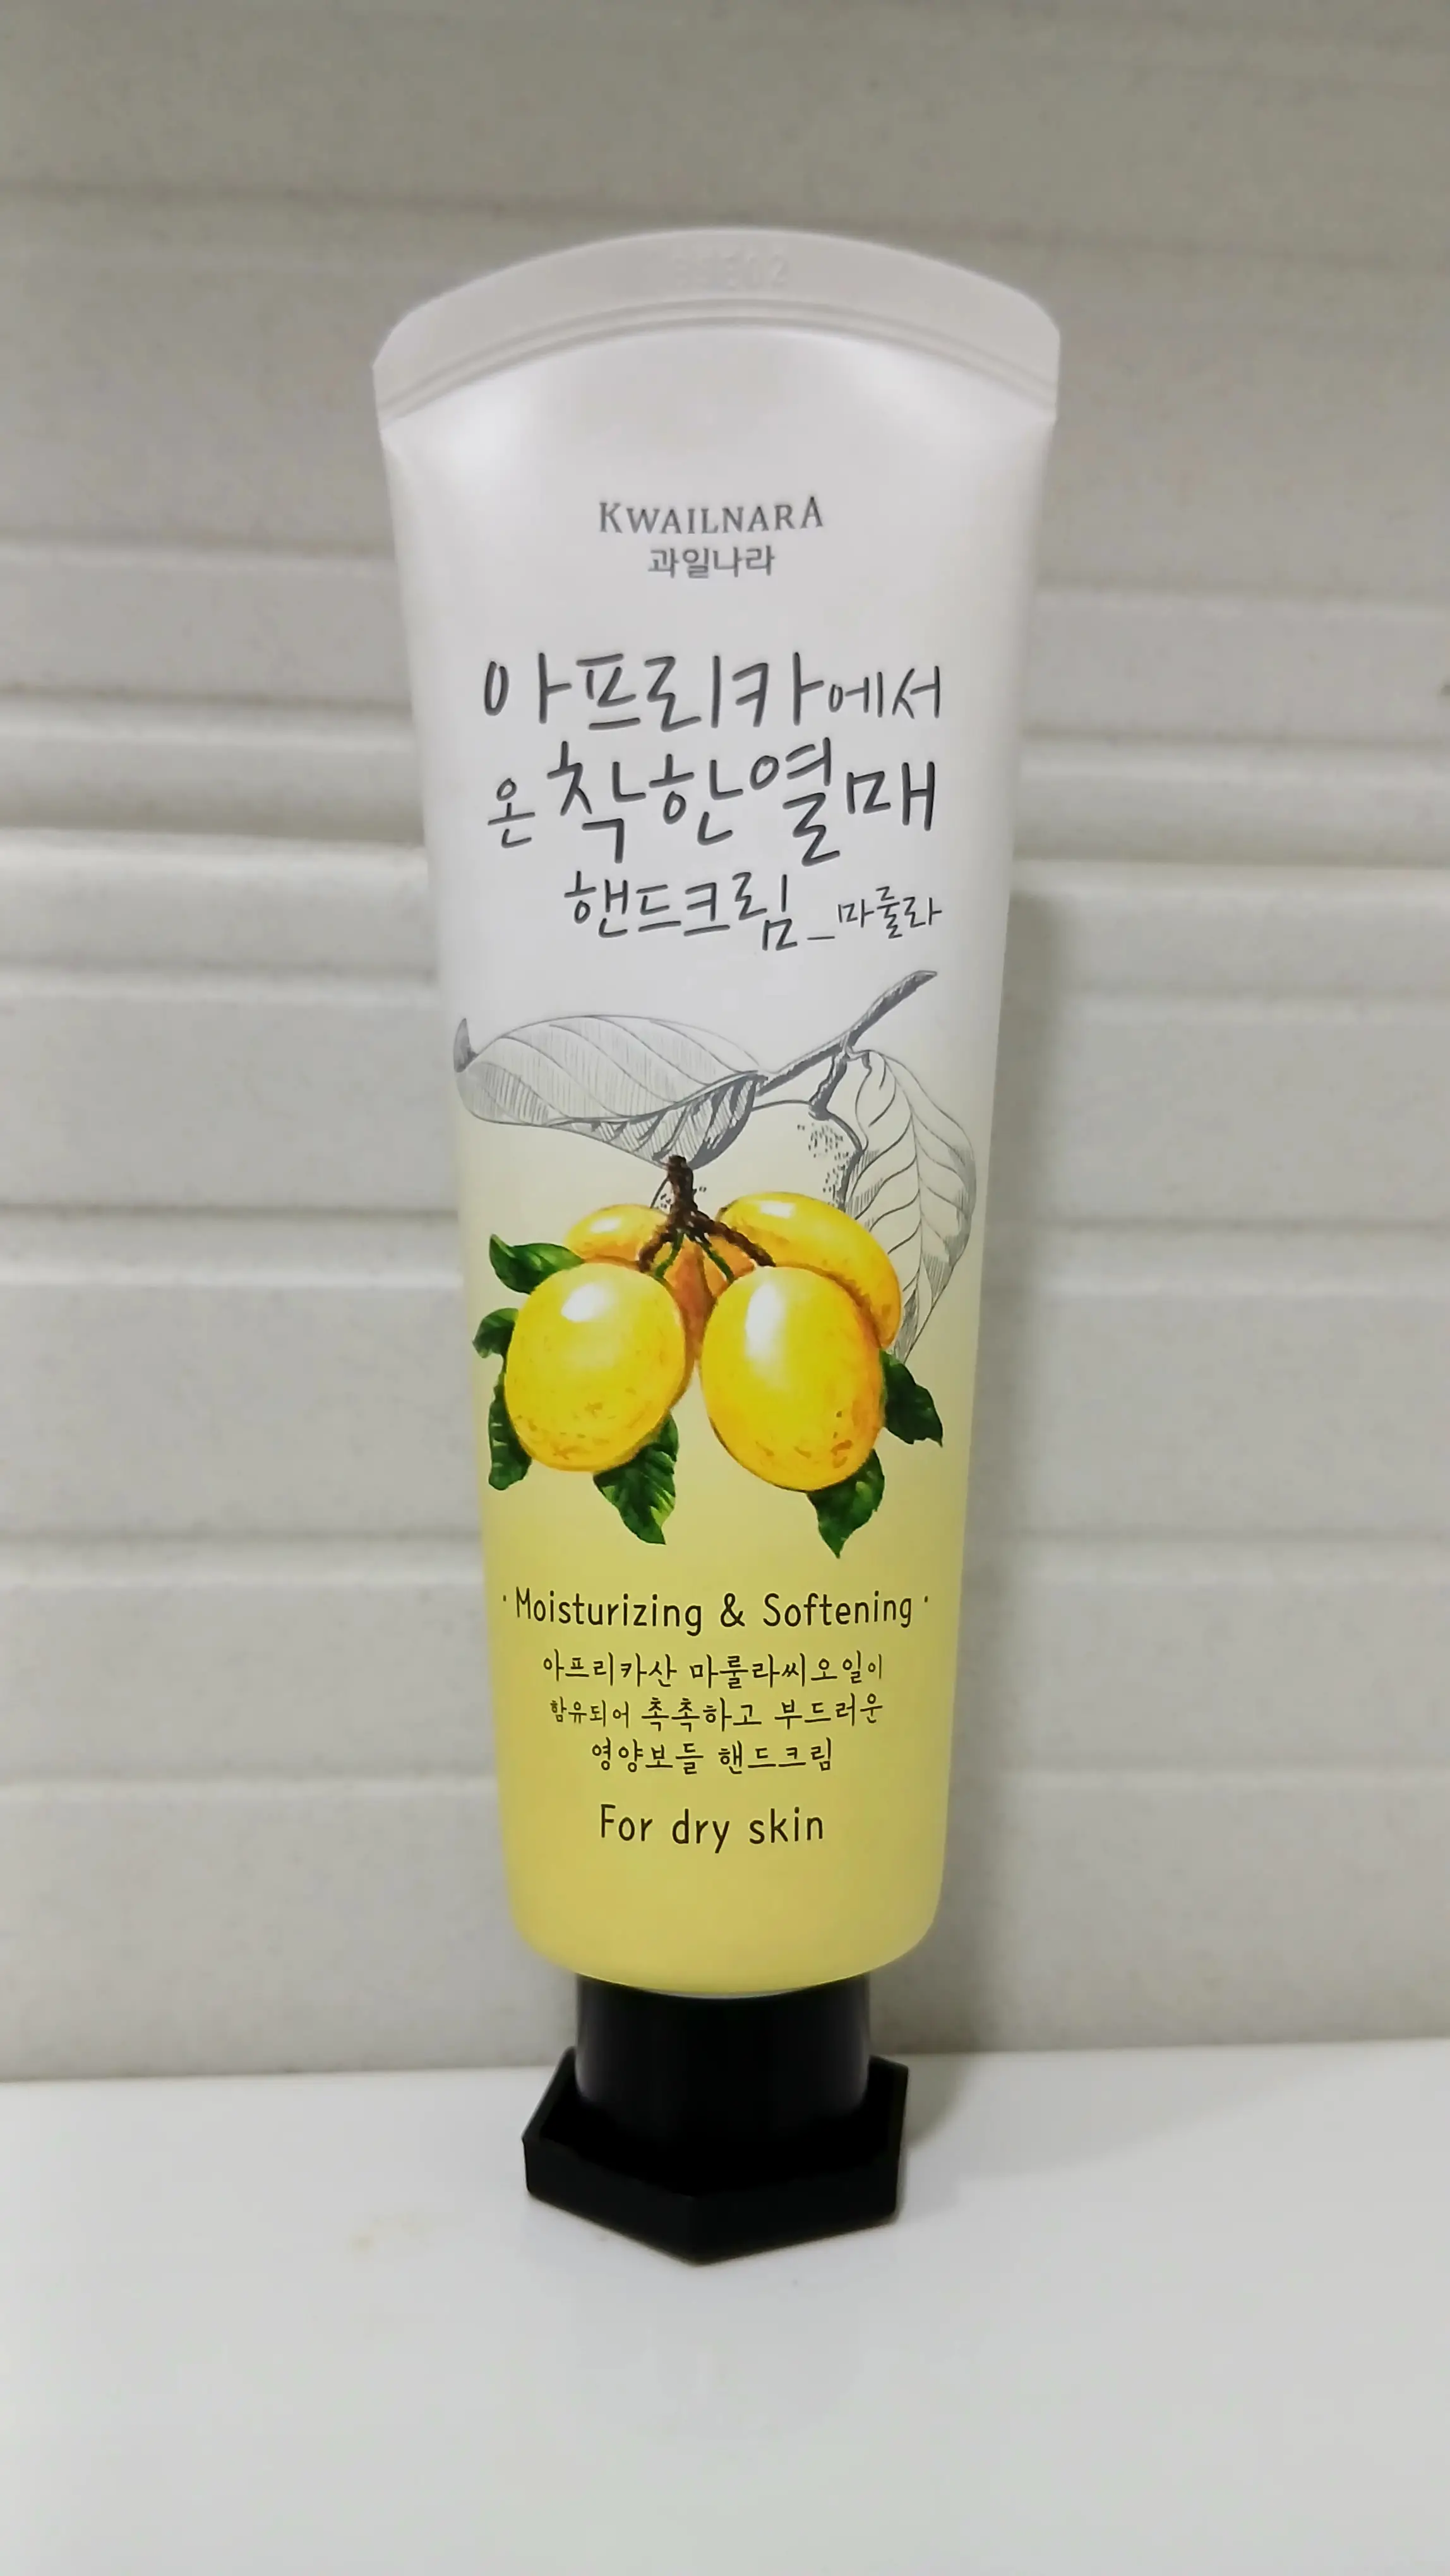 KWAILNARA
과일나라
아프리카에서
온 착한열매
핸드크림_마룰라
· Moisturizing & Softening ·
아프리카산 마룰라씨오일이
함유되어 촉촉하고 부드러운
영양보들 핸드크림
For dry skin